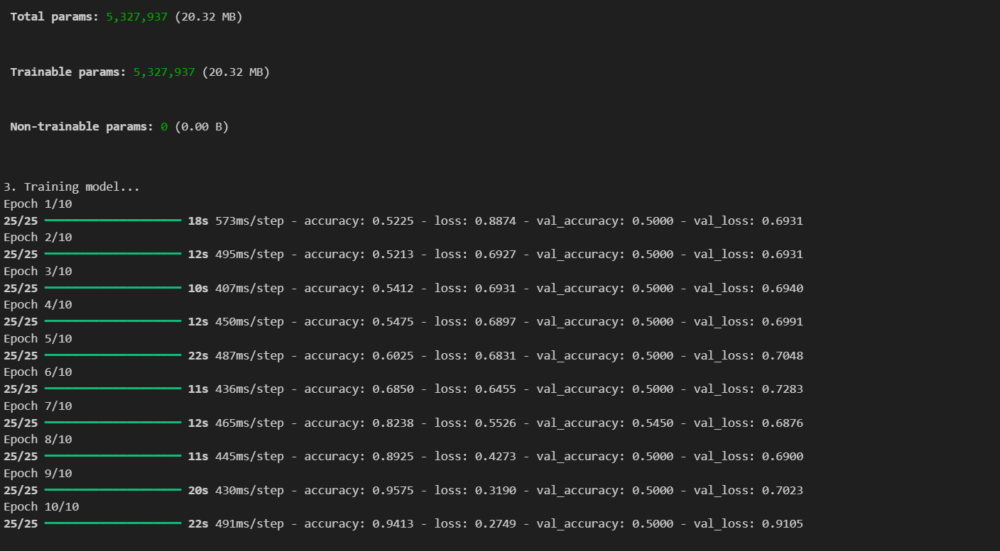 Total params: 5,327,937 (20.32 MB)
Trainable params: 5,327,937 (20.32 MB)
Non-trainable params: 0 (0.00 B)
3. Training model...
Epoch 1/10
25/25 ━━━━━━━━━━━━━━━━━━━━ 18s 573ms/step - accuracy: 0.5225 - loss: 0.8874 - val_accuracy: 0.5000 - val_loss: 0.6931
Epoch 2/10
25/25 ━━━━━━━━━━━━━━━━━━━━ 12s 495ms/step - accuracy: 0.5213 - loss: 0.6927 - val_accuracy: 0.5000 - val_loss: 0.6931
Epoch 3/10
25/25 ━━━━━━━━━━━━━━━━━━━━ 10s 407ms/step - accuracy: 0.5412 - loss: 0.6931 - val_accuracy: 0.5000 - val_loss: 0.6940
Epoch 4/10
25/25 ━━━━━━━━━━━━━━━━━━━━ 12s 450ms/step - accuracy: 0.5475 - loss: 0.6897 - val_accuracy: 0.5000 - val_loss: 0.6991
Epoch 5/10
25/25 ━━━━━━━━━━━━━━━━━━━━ 22s 487ms/step - accuracy: 0.6025 - loss: 0.6831 - val_accuracy: 0.5000 - val_loss: 0.7048
Epoch 6/10
25/25 ━━━━━━━━━━━━━━━━━━━━ 11s 436ms/step - accuracy: 0.6850 - loss: 0.6455 - val_accuracy: 0.5000 - val_loss: 0.7283
Epoch 7/10
25/25 ━━━━━━━━━━━━━━━━━━━━ 12s 465ms/step - accuracy: 0.8238 - loss: 0.5526 - val_accuracy: 0.5450 - val_loss: 0.6876
Epoch 8/10
25/25 ━━━━━━━━━━━━━━━━━━━━ 11s 445ms/step - accuracy: 0.8925 - loss: 0.4273 - val_accuracy: 0.5000 - val_loss: 0.6900
Epoch 9/10
25/25 ━━━━━━━━━━━━━━━━━━━━ 20s 430ms/step - accuracy: 0.9575 - loss: 0.3190 - val_accuracy: 0.5000 - val_loss: 0.7023
Epoch 10/10
25/25 ━━━━━━━━━━━━━━━━━━━━ 22s 491ms/step - accuracy: 0.9413 - loss: 0.2749 - val_accuracy: 0.5000 - val_loss: 0.9105